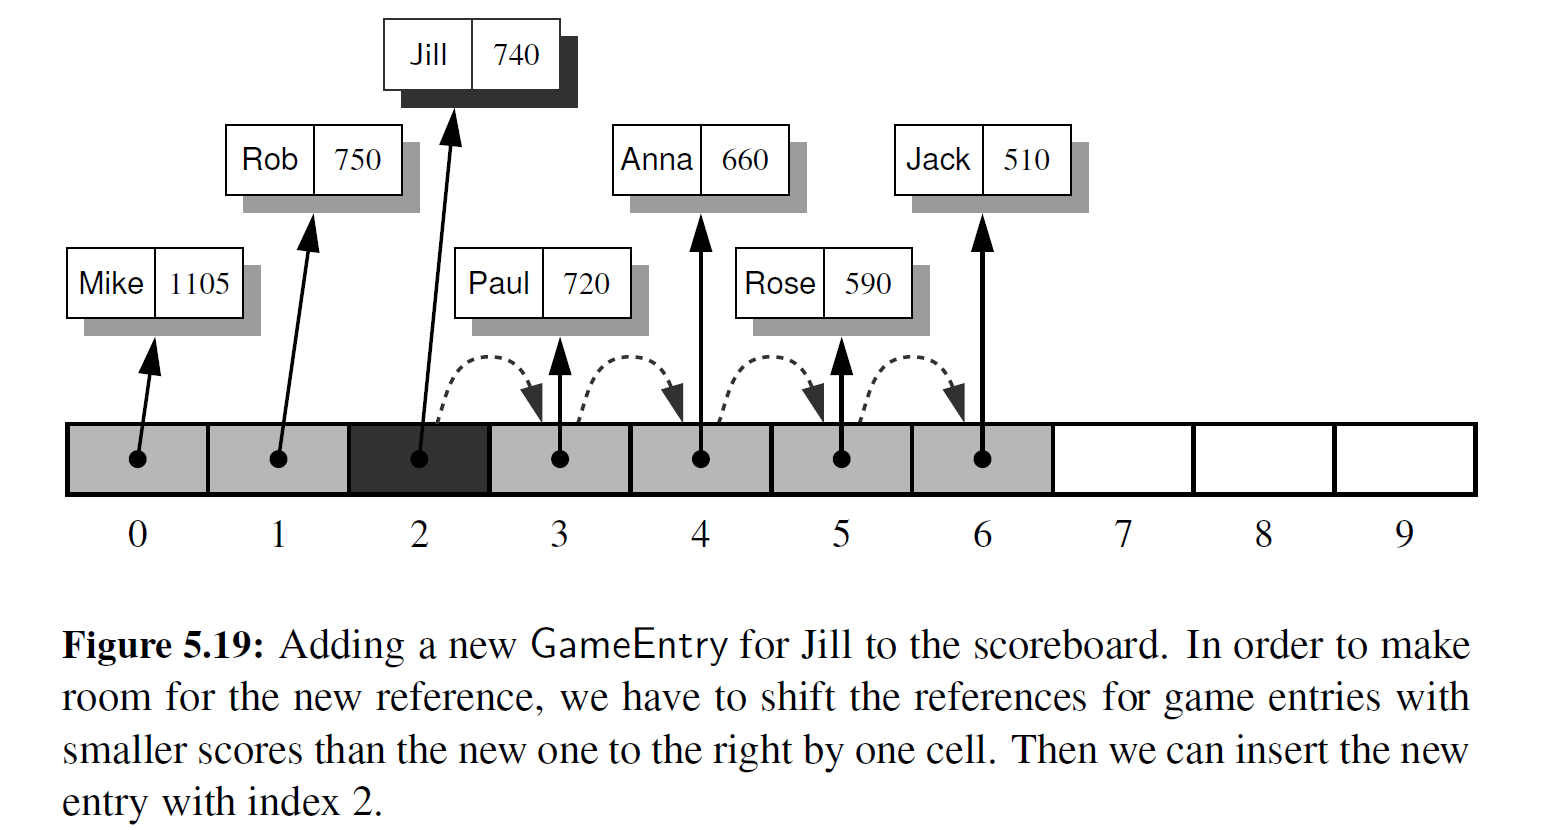 Jill 740
Rob 750
Anna 660
Jack 510
Mike 1105
Paul 720
Rose 590
0 1 2 3 4 5 6 7 8 9
Figure 5.19: Adding a new GameEntry for Jill to the scoreboard. In order to make
room for the new reference, we have to shift the references for game entries with
smaller scores than the new one to the right by one cell. Then we can insert the new
entry with index 2.